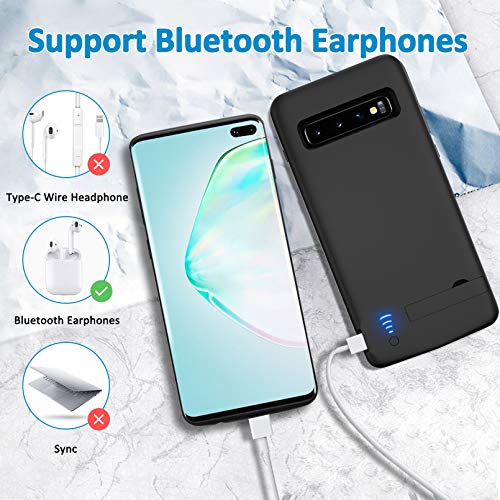 Support Bluetooth Earphones
Type-C Wire Headphone
Bluetooth Earphones
Sync